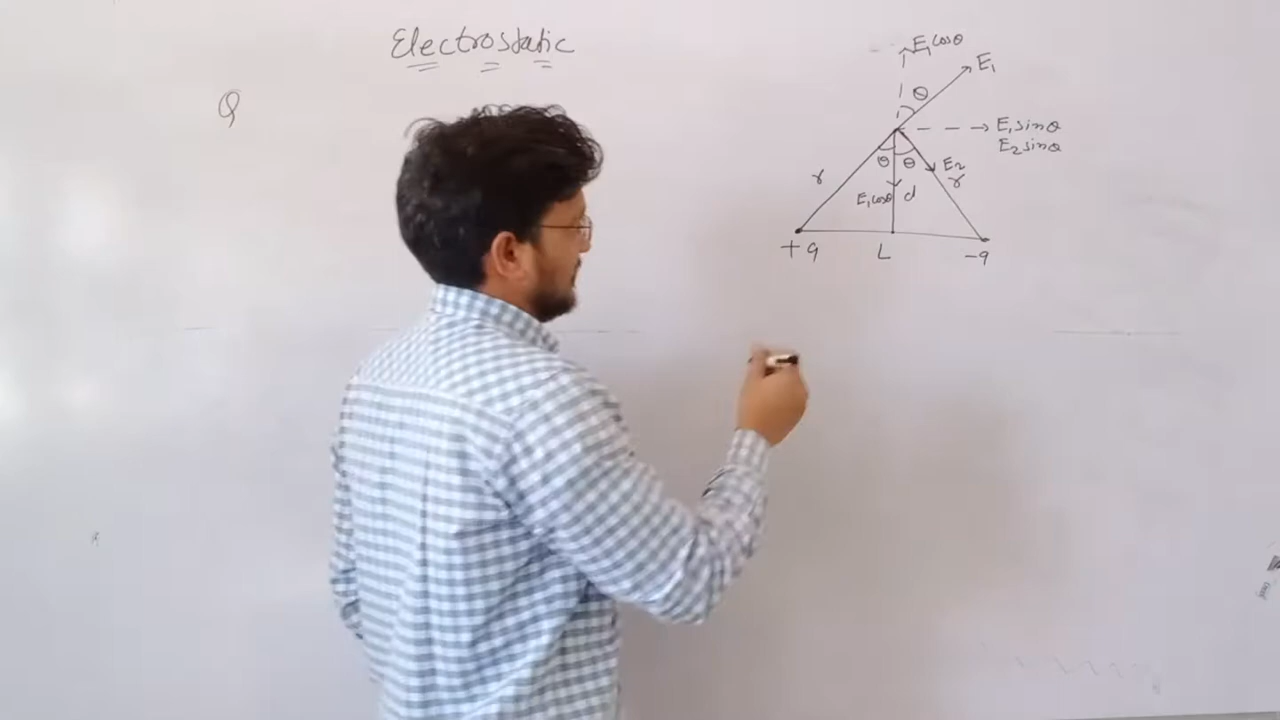 Electrostatic
Q
E₁cosθ
E₁
θ
E₁sinθ
E₂sinθ
θ θ
E₂
r
r
E₁cosθ d
+q L -q